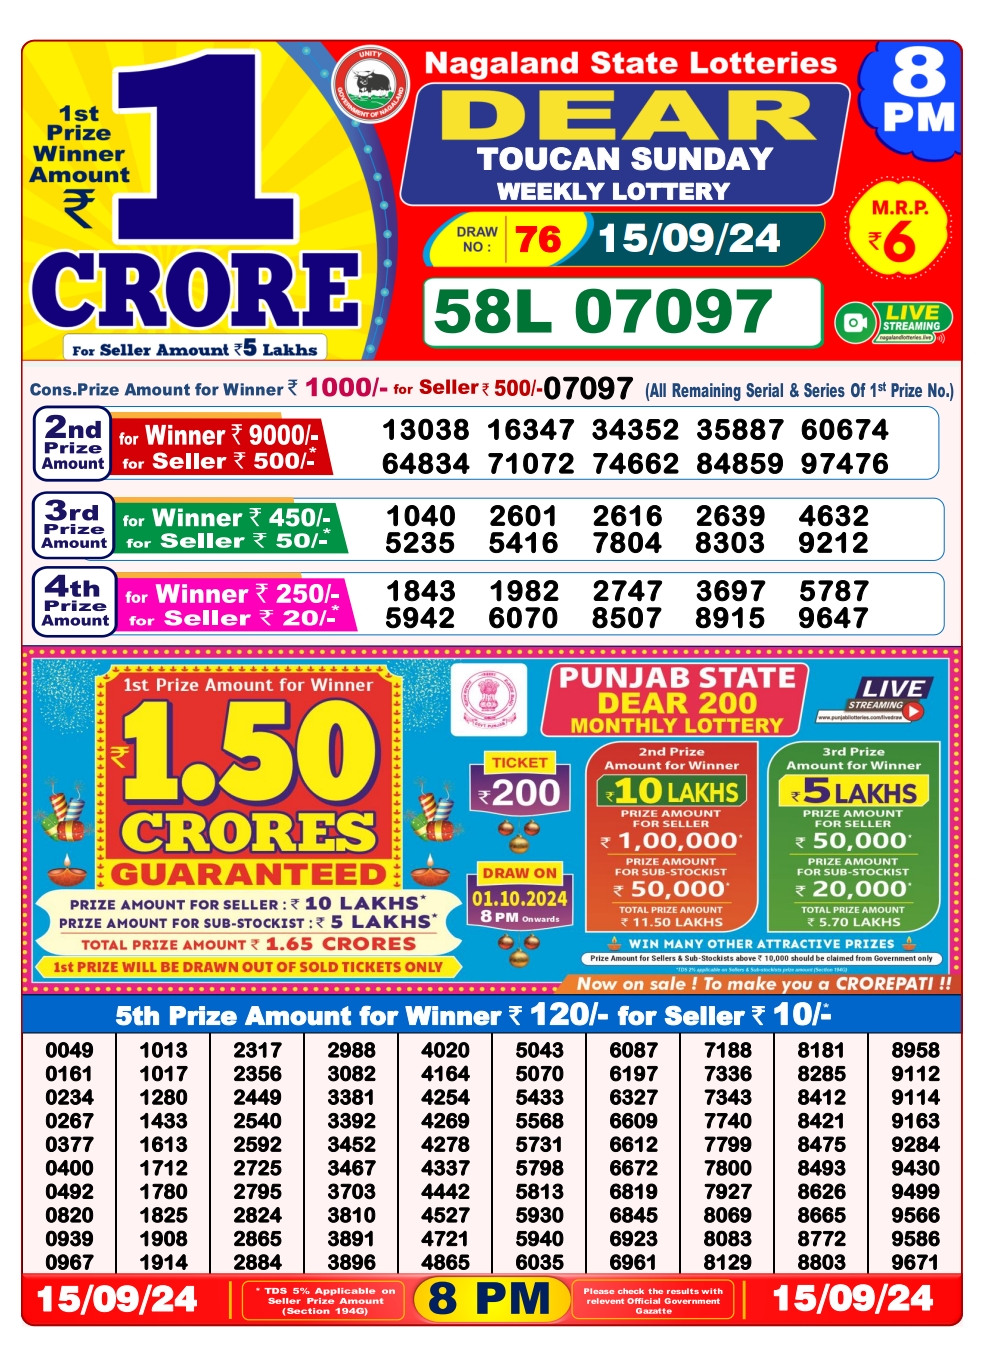 1st
Prize
Winner
Amount
₹
1
CRORE
For Seller Amount ₹5 Lakhs
UNITY
GOVERNMENT OF NAGALAND
Nagaland State Lotteries
DEAR
TOUCAN SUNDAY
WEEKLY LOTTERY
8
PM
DRAW NO : 76 15/09/24
M.R.P.
₹6
58L 07097
LIVE
STREAMING
nagalandlotteries.live
Cons.Prize Amount for Winner ₹ 1000/- for Seller ₹ 500/- 07097 (All Remaining Serial & Series Of 1st Prize No.)
2nd
Prize
Amount
for Winner ₹ 9000/-
for Seller ₹ 500/-*
13038 16347 34352 35887 60674
64834 71072 74662 84859 97476
3rd
Prize
Amount
for Winner ₹ 450/-
for Seller ₹ 50/-*
1040 2601 2616 2639 4632
5235 5416 7804 8303 9212
4th
Prize
Amount
for Winner ₹ 250/-
for Seller ₹ 20/-*
1843 1982 2747 3697 5787
5942 6070 8507 8915 9647
1st Prize Amount for Winner
₹1.50
CRORES
GUARANTEED
PRIZE AMOUNT FOR SELLER : ₹ 10 LAKHS*
PRIZE AMOUNT FOR SUB-STOCKIST : ₹ 5 LAKHS*
TOTAL PRIZE AMOUNT ₹ 1.65 CRORES
1st PRIZE WILL BE DRAWN OUT OF SOLD TICKETS ONLY
PUNJAB STATE
DEAR 200
MONTHLY LOTTERY
LIVE
STREAMING
www.punjablotteries.com/livedraw
TICKET
₹200
DRAW ON
01.10.2024
8 PM Onwards
2nd Prize
Amount for Winner
₹10 LAKHS
PRIZE AMOUNT
FOR SELLER
₹ 1,00,000*
PRIZE AMOUNT
FOR SUB-STOCKIST
₹ 50,000*
TOTAL PRIZE AMOUNT
₹ 11.50 LAKHS
3rd Prize
Amount for Winner
₹5 LAKHS
PRIZE AMOUNT
FOR SELLER
₹ 50,000*
PRIZE AMOUNT
FOR SUB-STOCKIST
₹ 20,000*
TOTAL PRIZE AMOUNT
₹ 5.70 LAKHS
WIN MANY OTHER ATTRACTIVE PRIZES
Prize Amount for Sellers & Sub-Stockists above ₹ 10,000 should be claimed from Government only
*TDS 2% applicable on Sellers & Sub-stockists prize amount (Section 194G)
Now on sale ! To make you a CROREPATI !!
5th Prize Amount for Winner ₹ 120/- for Seller ₹ 10/-*
0049 1013 2317 2988 4020 5043 6087 7188 8181 8958
0161 1017 2356 3082 4164 5070 6197 7336 8285 9112
0234 1280 2449 3381 4254 5433 6327 7343 8412 9114
0267 1433 2540 3392 4269 5568 6609 7740 8421 9163
0377 1613 2592 3452 4278 5731 6612 7799 8475 9284
0400 1712 2725 3467 4337 5798 6672 7800 8493 9430
0492 1780 2795 3703 4442 5813 6819 7927 8626 9499
0820 1825 2824 3810 4527 5930 6845 8069 8665 9566
0939 1908 2865 3891 4721 5940 6923 8083 8772 9586
0967 1914 2884 3896 4865 6035 6961 8129 8803 9671
15/09/24
* TDS 5% Applicable on
Seller Prize Amount
(Section 194G)
8 PM
Please check the results with
relevent Official Government
Gazatte
15/09/24